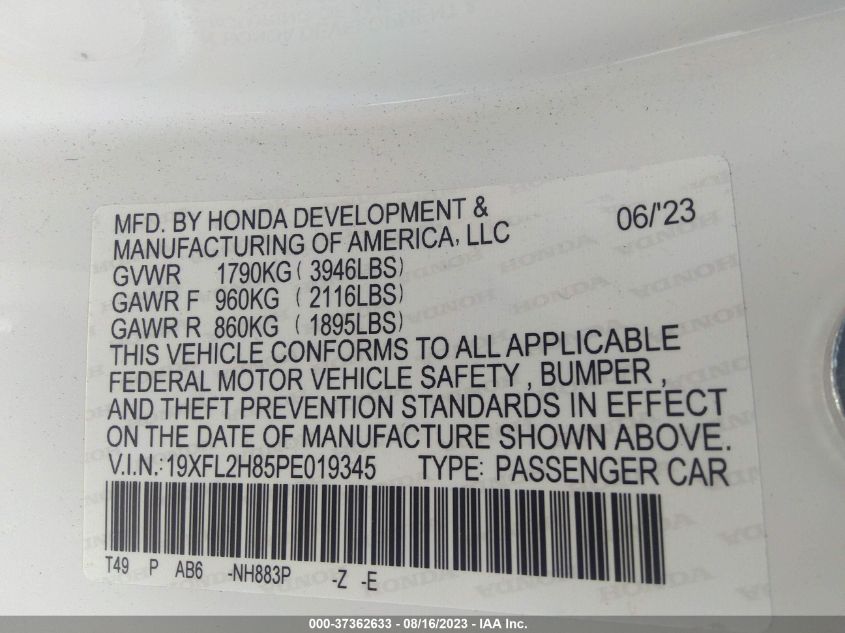 MFD. BY HONDA DEVELOPMENT & 06/'23
MANUFACTURING OF AMERICA, LLC
GVWR 1790KG ( 3946LBS)
GAWR F 960KG ( 2116LBS)
GAWR R 860KG ( 1895LBS)
THIS VEHICLE CONFORMS TO ALL APPLICABLE
FEDERAL MOTOR VEHICLE SAFETY , BUMPER ,
AND THEFT PREVENTION STANDARDS IN EFFECT
ON THE DATE OF MANUFACTURE SHOWN ABOVE.
V.I.N.: 19XFL2H85PE019345 TYPE: PASSENGER CAR
T49 P AB6 -NH883P -Z -E
000-37362633 - 08/16/2023 - IAA Inc.